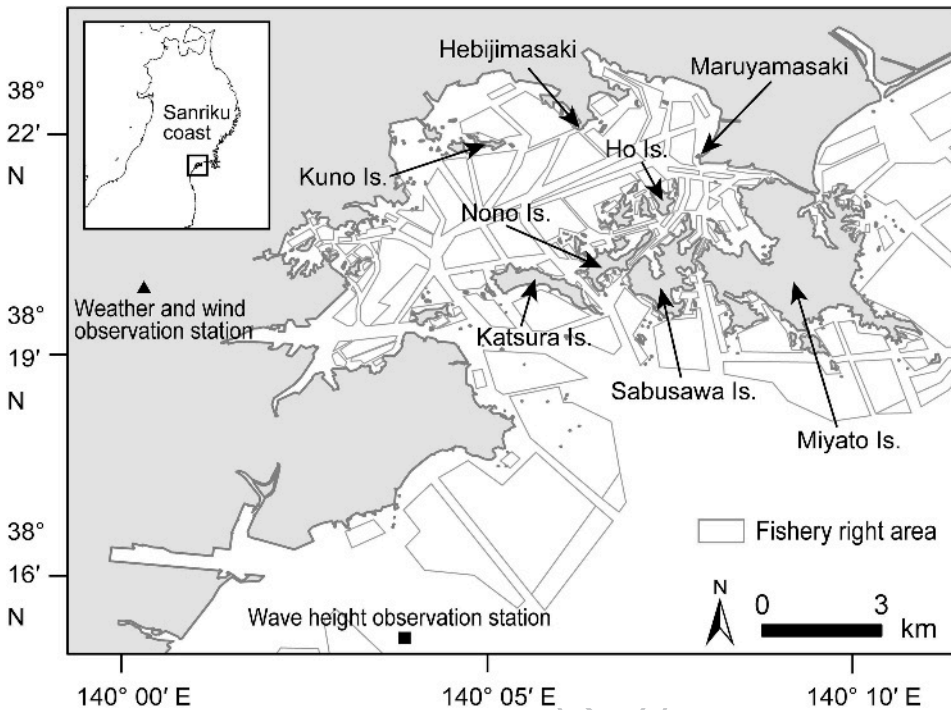 Sanriku
coast
Hebijimasaki
Maruyamasaki
Kuno Is.
Ho Is.
Nono Is.
Weather and wind
observation station
Katsura Is.
Sabusawa Is.
Miyato Is.
Fishery right area
Wave height observation station
N
0 3
km
38°
22′
N
38°
19′
N
38°
16′
N
140° 00′ E
140° 05′ E
140° 10′ E